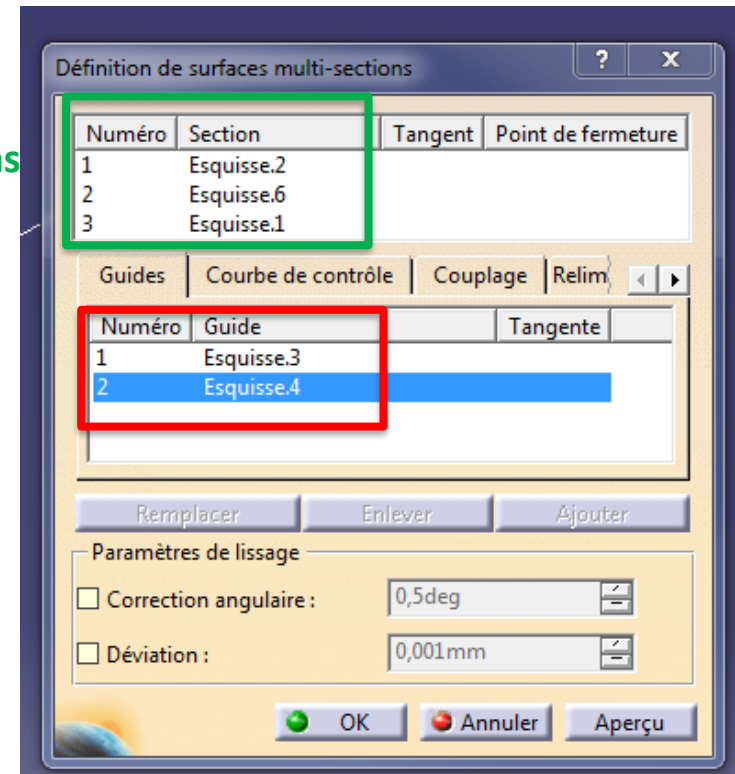 Définition de surfaces multi-sections ? X
Numéro Section Tangent Point de fermeture
1 Esquisse.2
2 Esquisse.6
3 Esquisse.1
Guides Courbe de contrôle Couplage Relim
Numéro Guide Tangente
1 Esquisse.3
2 Esquisse.4
Remplacer Enlever Ajouter
Paramètres de lissage
Correction angulaire : 0,5deg
Déviation : 0,001mm
OK Annuler Aperçu